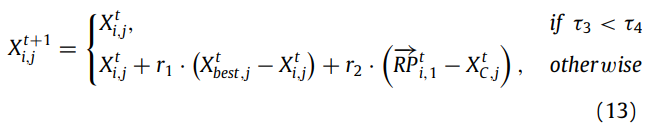 X_{i,j}^{t+1} = { X_{i,j}^{t}, if τ_3 < τ_4
X_{i,j}^{t} + r_1 · (X_{best,j}^{t} − X_{i,j}^{t}) + r_2 · (\overrightarrow{RP}_{i,1}^{t} − X_{C,j}^{t}), otherwise
(13)